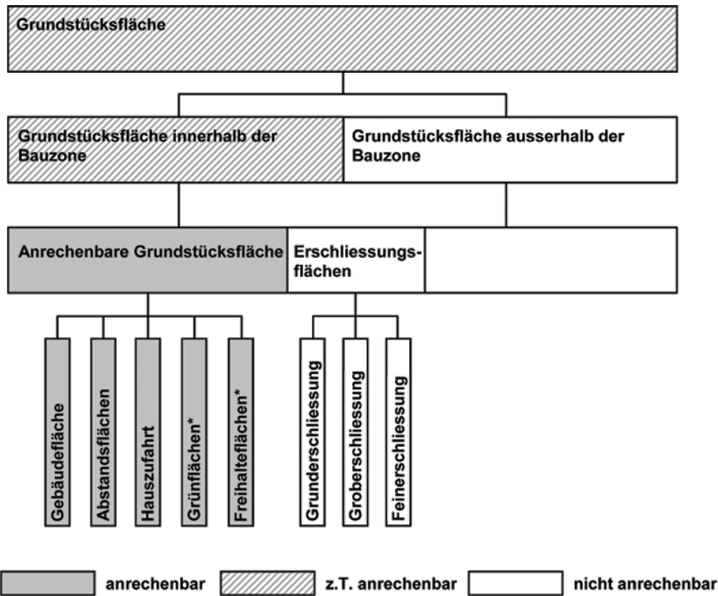 Grundstücksfläche
Grundstücksfläche innerhalb der
Bauzone
Grundstücksfläche ausserhalb der
Bauzone
Anrechenbare Grundstücksfläche
Erschliessungs-
flächen
Gebäudefläche
Abstandsflächen
Hauszufahrt
Grünflächen*
Freihalteflächen*
Grunderschliessung
Groberschliessung
Feinerschliessung
anrechenbar
z.T. anrechenbar
nicht anrechenbar